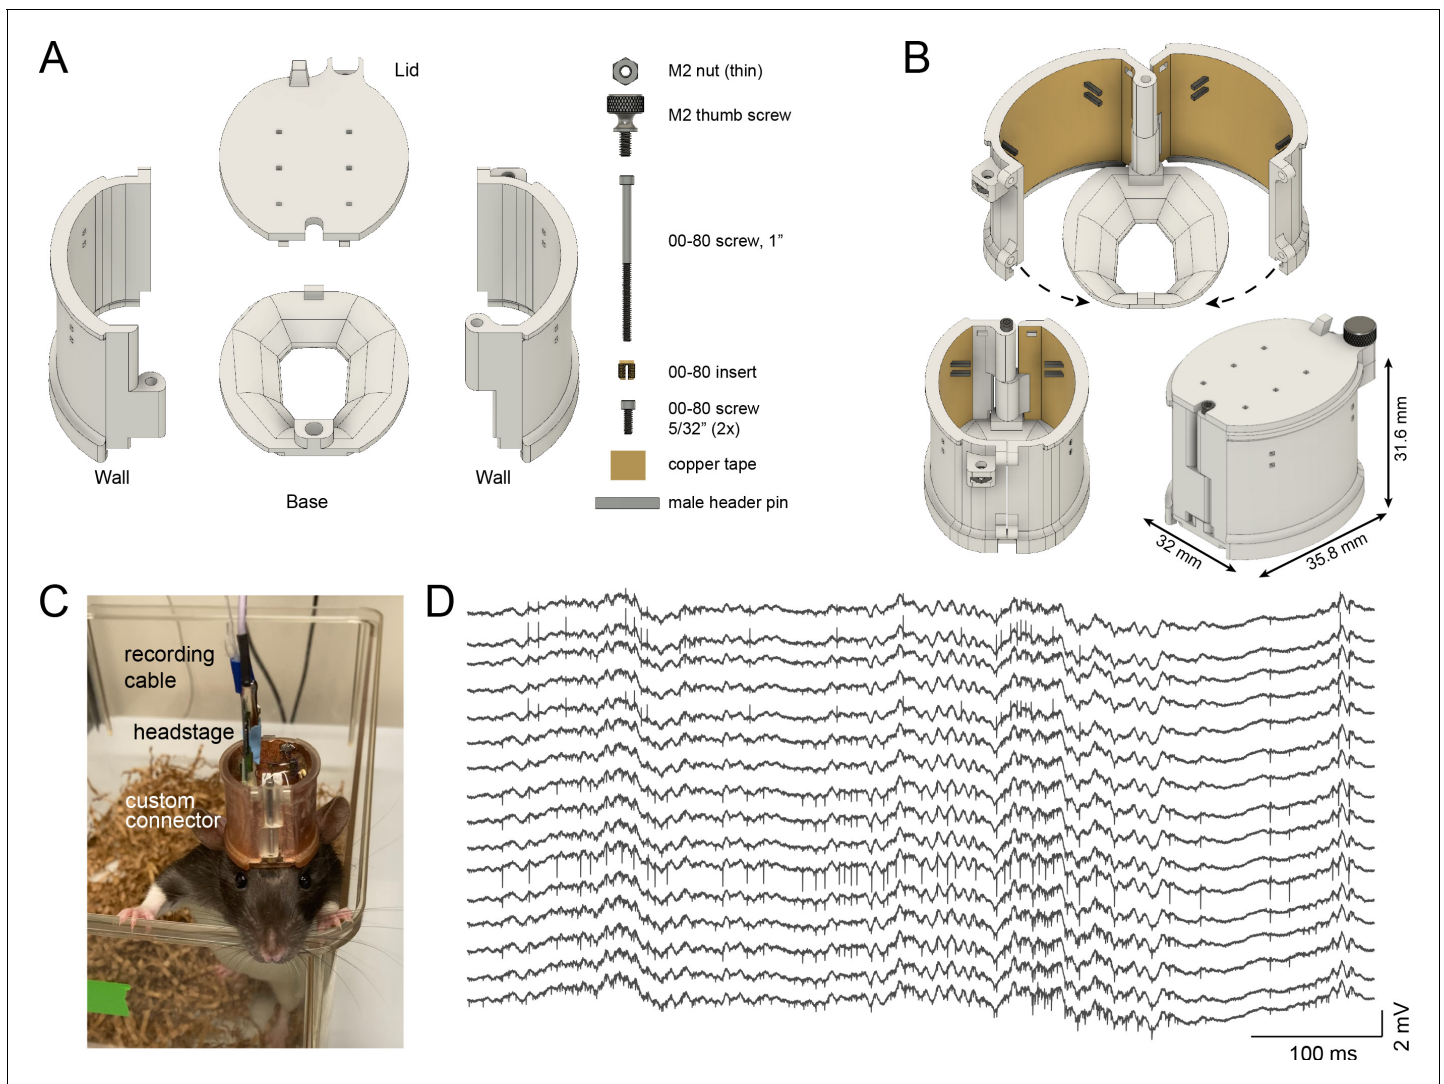 A
Lid
Wall
Base
Wall
M2 nut (thin)
M2 thumb screw
00-80 screw, 1”
00-80 insert
00-80 screw
5/32” (2x)
copper tape
male header pin
B
31.6 mm
32 mm
35.8 mm
C
recording
cable
headstage
custom
connector
D
2 mV
100 ms